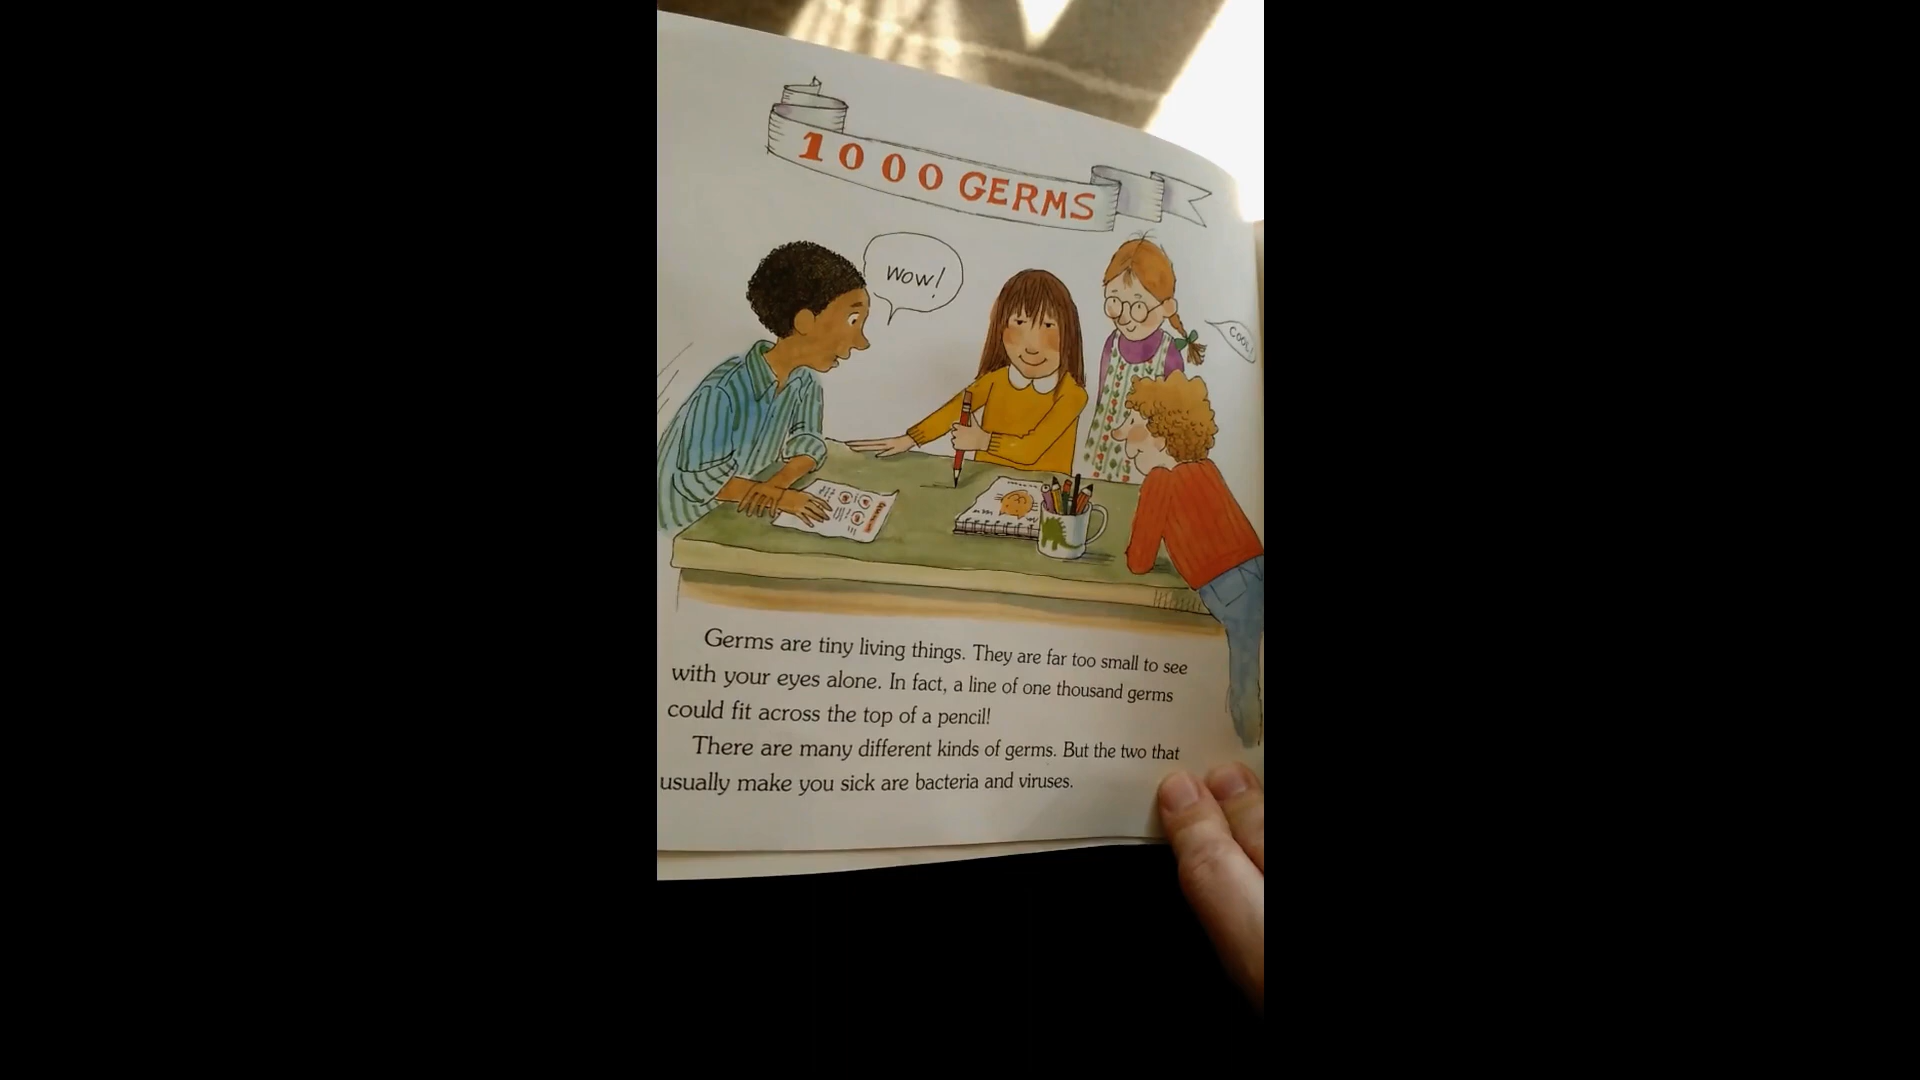 1000 GERMS
wow!
COOL!
Germs are tiny living things. They are far too small to see
with your eyes alone. In fact, a line of one thousand germs
could fit across the top of a pencil!
There are many different kinds of germs. But the two that
usually make you sick are bacteria and viruses.